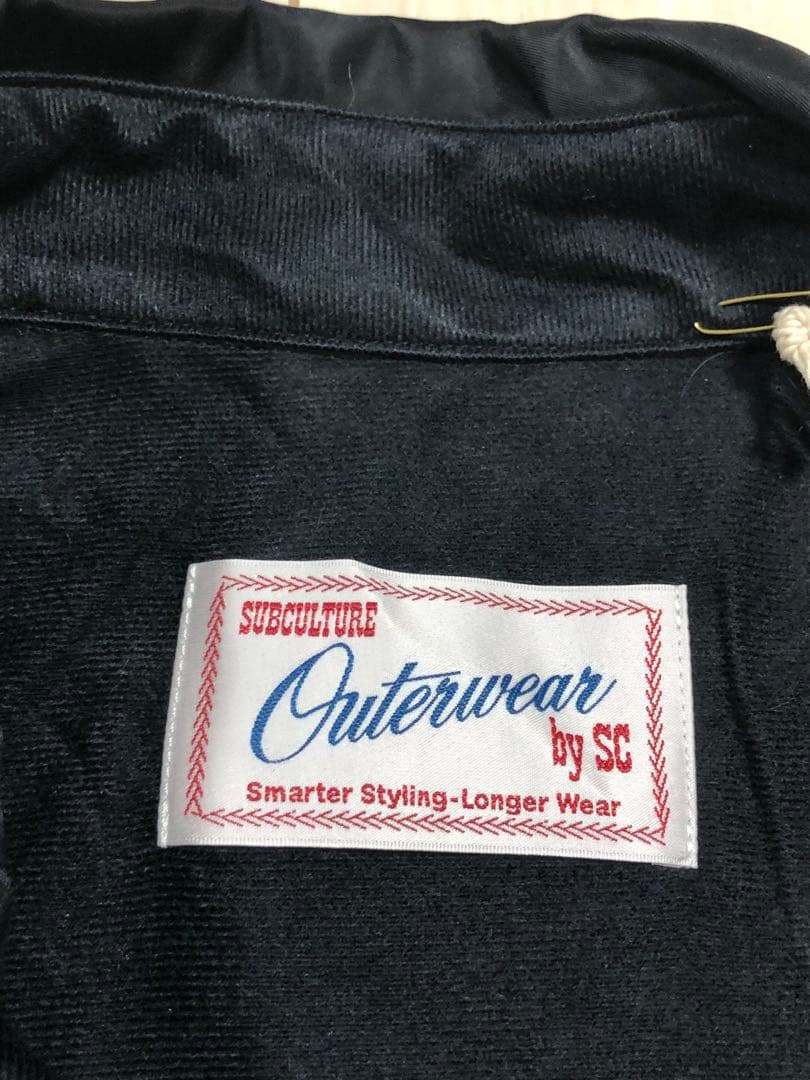 SUBCULTURE
Outerwear
by SC
Smarter Styling-Longer Wear